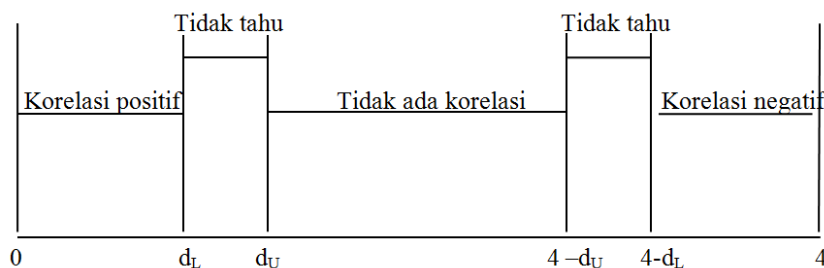 Tidak tahu
Tidak tahu
Korelasi positif
Tidak ada korelasi
Korelasi negatif
0
dL
dU
4 –dU
4-dL
4